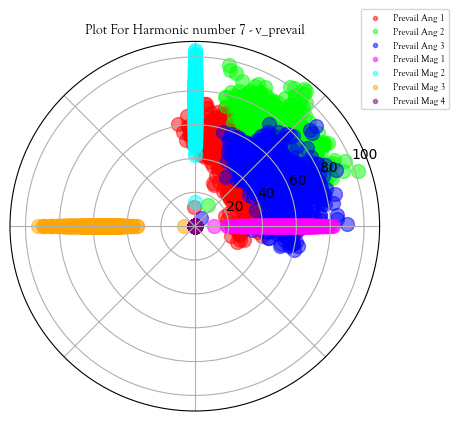 Plot For Harmonic number 7 - v_prevail
Prevail Ang 1
Prevail Ang 2
Prevail Ang 3
Prevail Mag 1
Prevail Mag 2
Prevail Mag 3
Prevail Mag 4
100
80
60
40
20